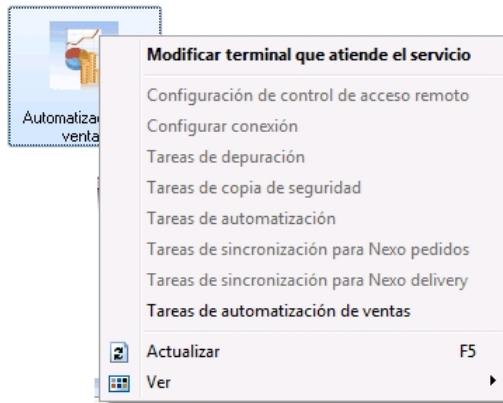 Modificar terminal que atiende el servicio
Configuración de control de acceso remoto
Configurar conexión
Tareas de depuración
Tareas de copia de seguridad
Tareas de automatización
Tareas de sincronización para Nexo pedidos
Tareas de sincronización para Nexo delivery
Tareas de automatización de ventas
Actualizar F5
Ver